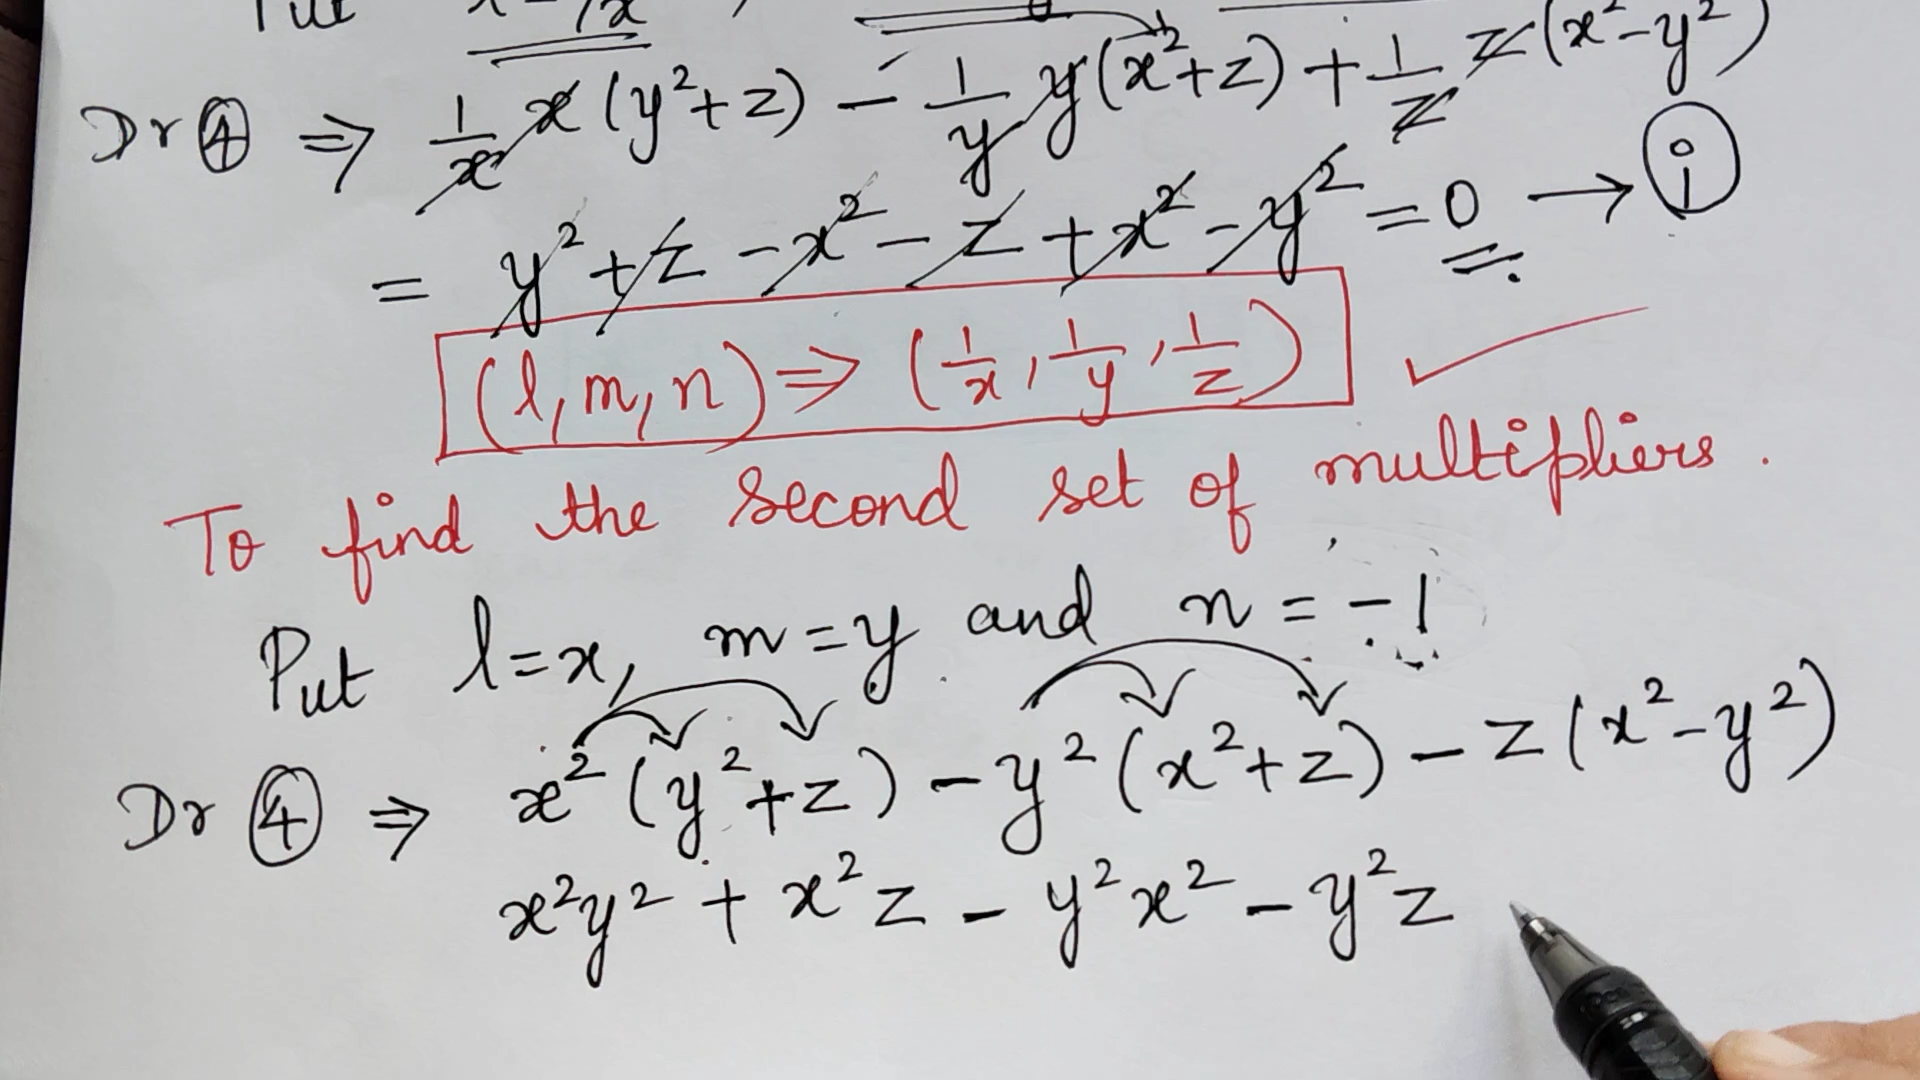 Put
Dr ④ ⇒ 1/x x (y²+z) - 1/y y (x²+z) + 1/z z (x²-y²)
= y² + z - x² - z + x² - y² = 0 → ⓘ
(l, m, n) ⇒ (1/x, 1/y, 1/z) ✓
To find the second set of multipliers.
Put l=x, m=y and n=-1
Dr ④ ⇒ x² (y²+z) - y² (x²+z) - z (x²-y²)
x²y² + x²z - y²x² - y²z